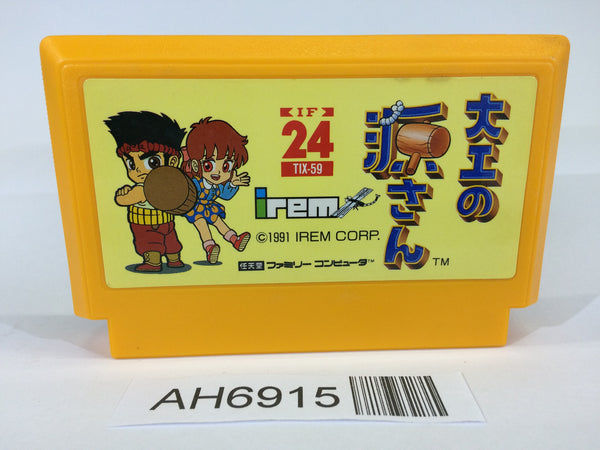 IF
24
TIX-59
irem
©1991 IREM CORP.
任天堂 ファミリー コンピュータ™
大工の
源さん
TM
AH6915